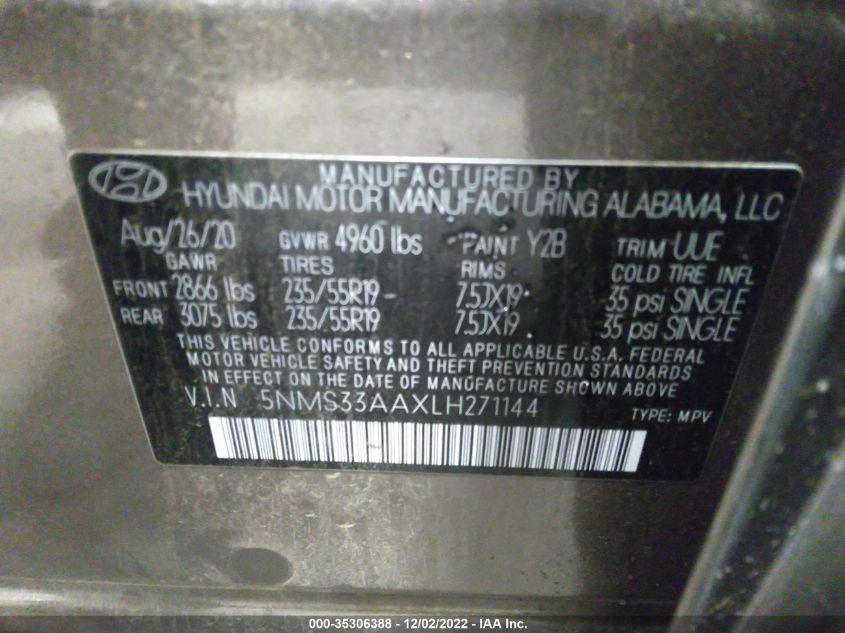 MANUFACTURED BY
HYUNDAI MOTOR MANUFACTURING ALABAMA, LLC
Aug/26/20 GVWR 4960 lbs PAINT Y2B TRIM UUE
GAWR TIRES RIMS COLD TIRE INFL
FRONT 2866 lbs 235/55R19 7.5JX19 35 psi SINGLE
REAR 3075 lbs 235/55R19 7.5JX19 35 psi SINGLE
THIS VEHICLE CONFORMS TO ALL APPLICABLE U.S.A. FEDERAL
MOTOR VEHICLE SAFETY AND THEFT PREVENTION STANDARDS
IN EFFECT ON THE DATE OF MANUFACTURE SHOWN ABOVE
V.I.N 5NMS33AAXLH271144 TYPE: MPV
000-35306388 - 12/02/2022 - IAA Inc.